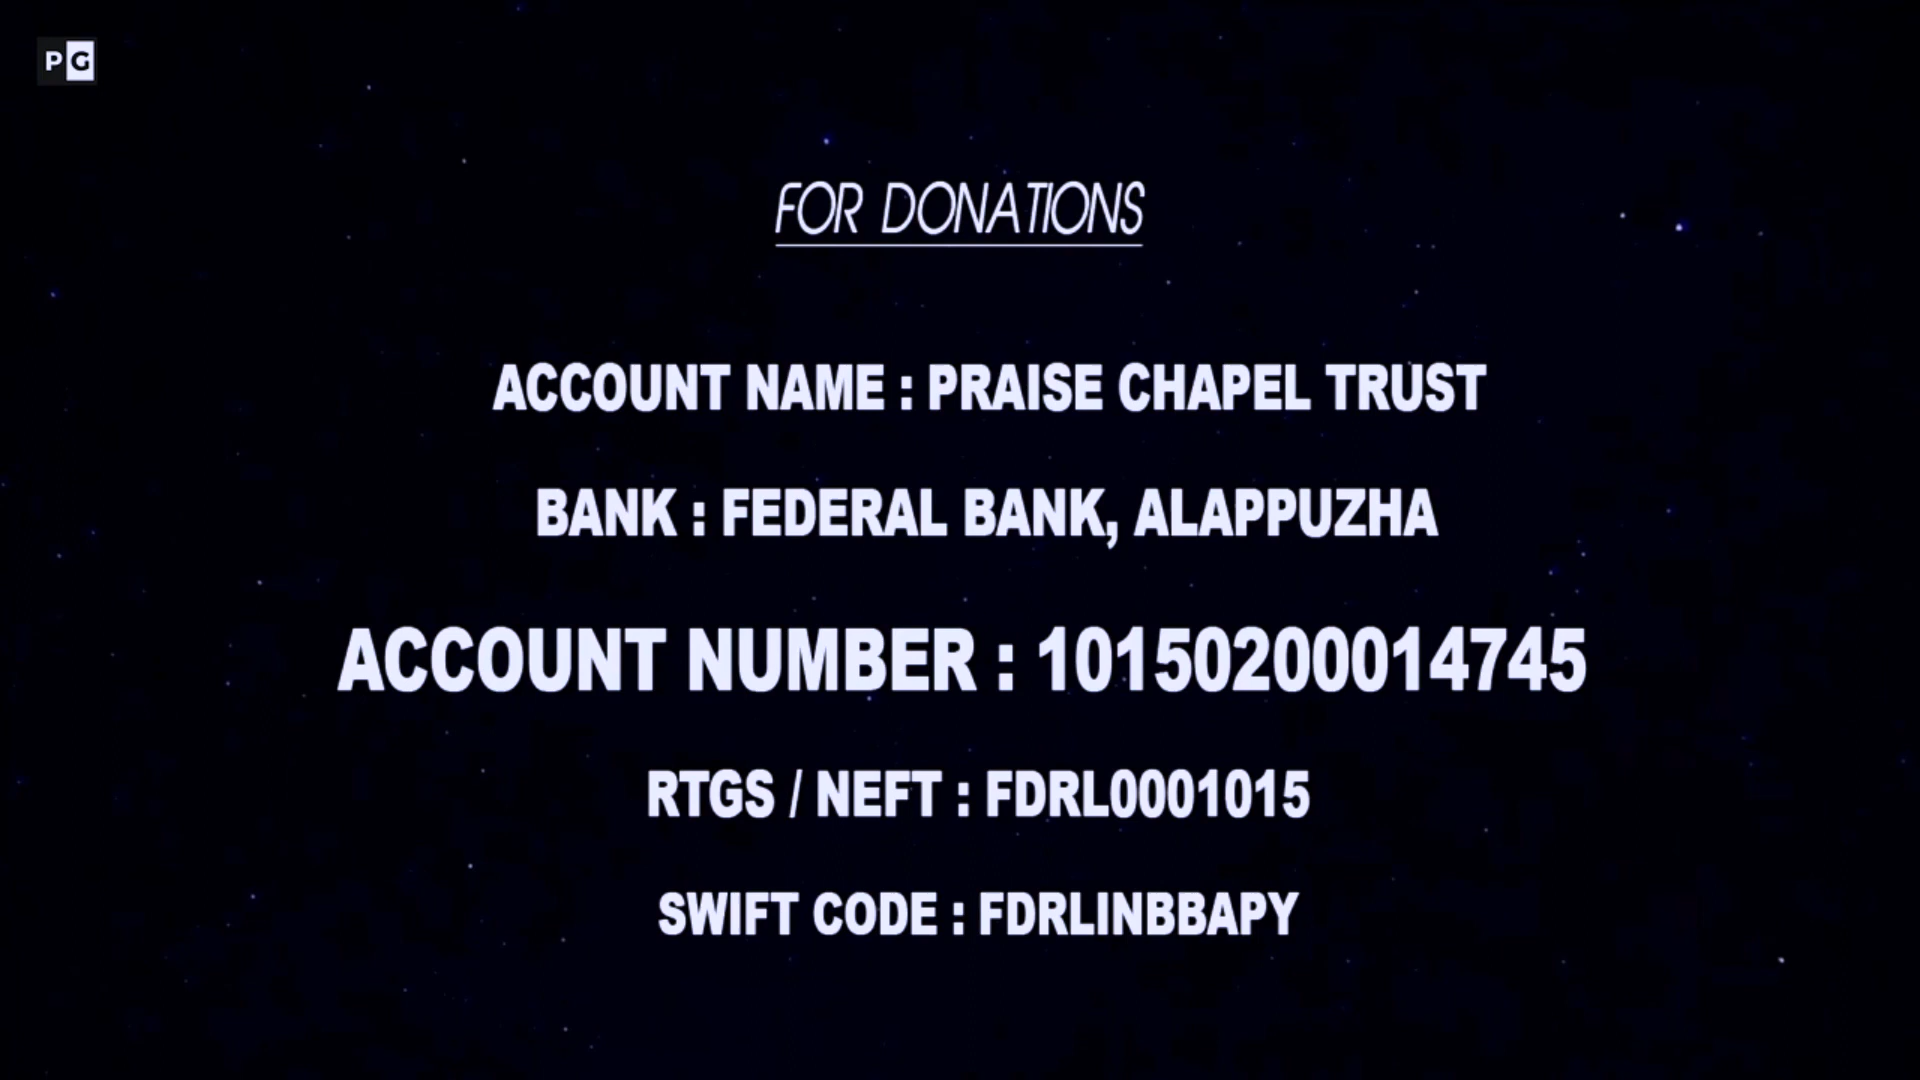 PG
FOR DONATIONS
ACCOUNT NAME : PRAISE CHAPEL TRUST
BANK : FEDERAL BANK, ALAPPUZHA
ACCOUNT NUMBER : 10150200014745
RTGS / NEFT : FDRL0001015
SWIFT CODE : FDRLINBBAPY